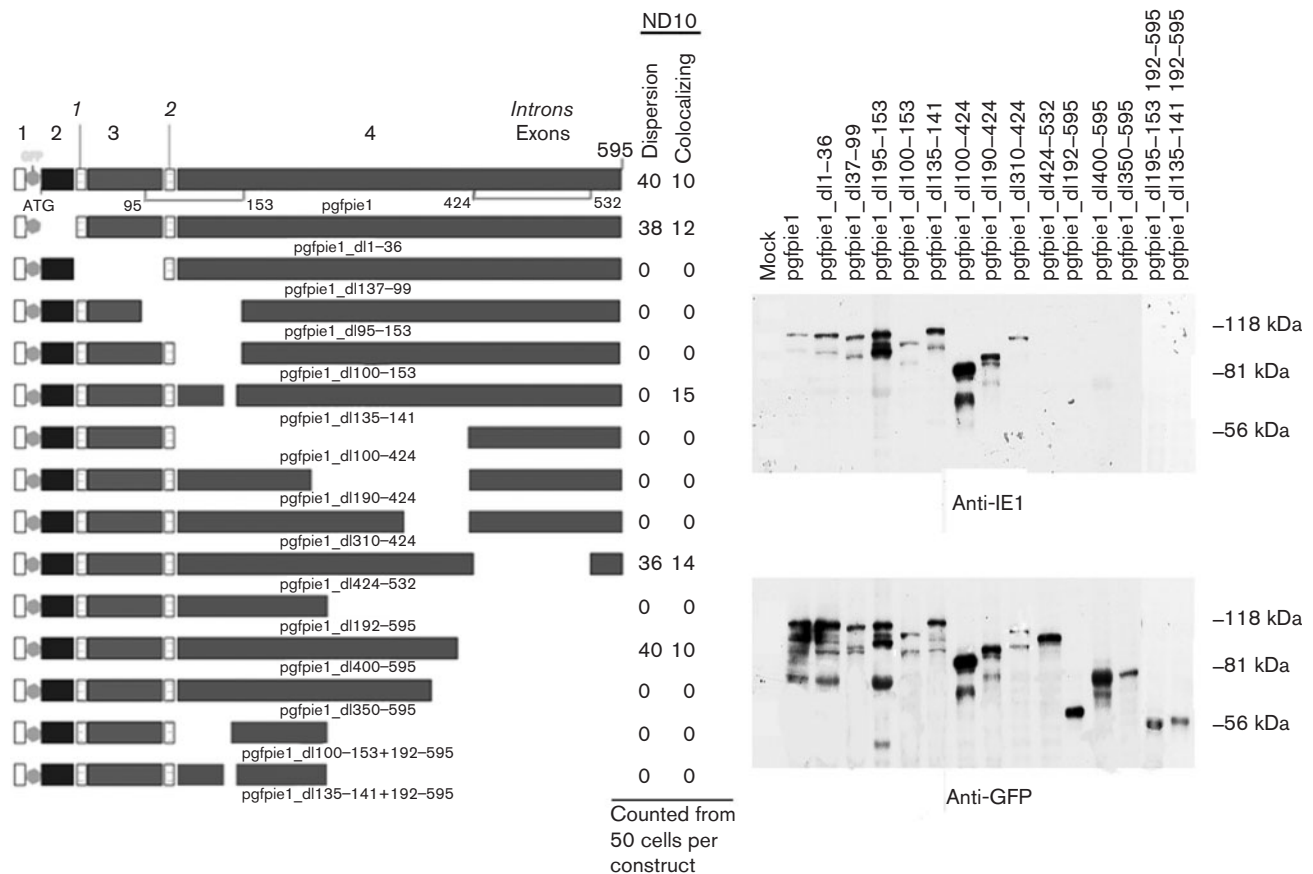 ND10
Dispersion
Colocalizing
1 2 Introns
1 2 3 4 Exons
GFP
595
40 10
ATG 95 153 pgfpie1 424 532
38 12
pgfpie1_dl1–36
0 0
pgfpie1_dl137–99
0 0
pgfpie1_dl95–153
0 0
pgfpie1_dl100–153
0 15
pgfpie1_dl135–141
0 0
pgfpie1_dl100–424
0 0
pgfpie1_dl190–424
0 0
pgfpie1_dl310–424
36 14
pgfpie1_dl424–532
0 0
pgfpie1_dl192–595
40 10
pgfpie1_dl400–595
0 0
pgfpie1_dl350–595
0 0
pgfpie1_dl100–153+192–595
0 0
pgfpie1_dl135–141+192–595
Counted from
50 cells per
construct
Mock
pgfpie1
pgfpie1_dl1–36
pgfpie1_dl37–99
pgfpie1_dl195–153
pgfpie1_dl100–153
pgfpie1_dl135–141
pgfpie1_dl100–424
pgfpie1_dl190–424
pgfpie1_dl310–424
pgfpie1_dl424–532
pgfpie1_dl192–595
pgfpie1_dl400–595
pgfpie1_dl350–595
pgfpie1_dl195–153 192–595
pgfpie1_dl135–141 192–595
–118 kDa
–81 kDa
–56 kDa
Anti-IE1
–118 kDa
–81 kDa
–56 kDa
Anti-GFP